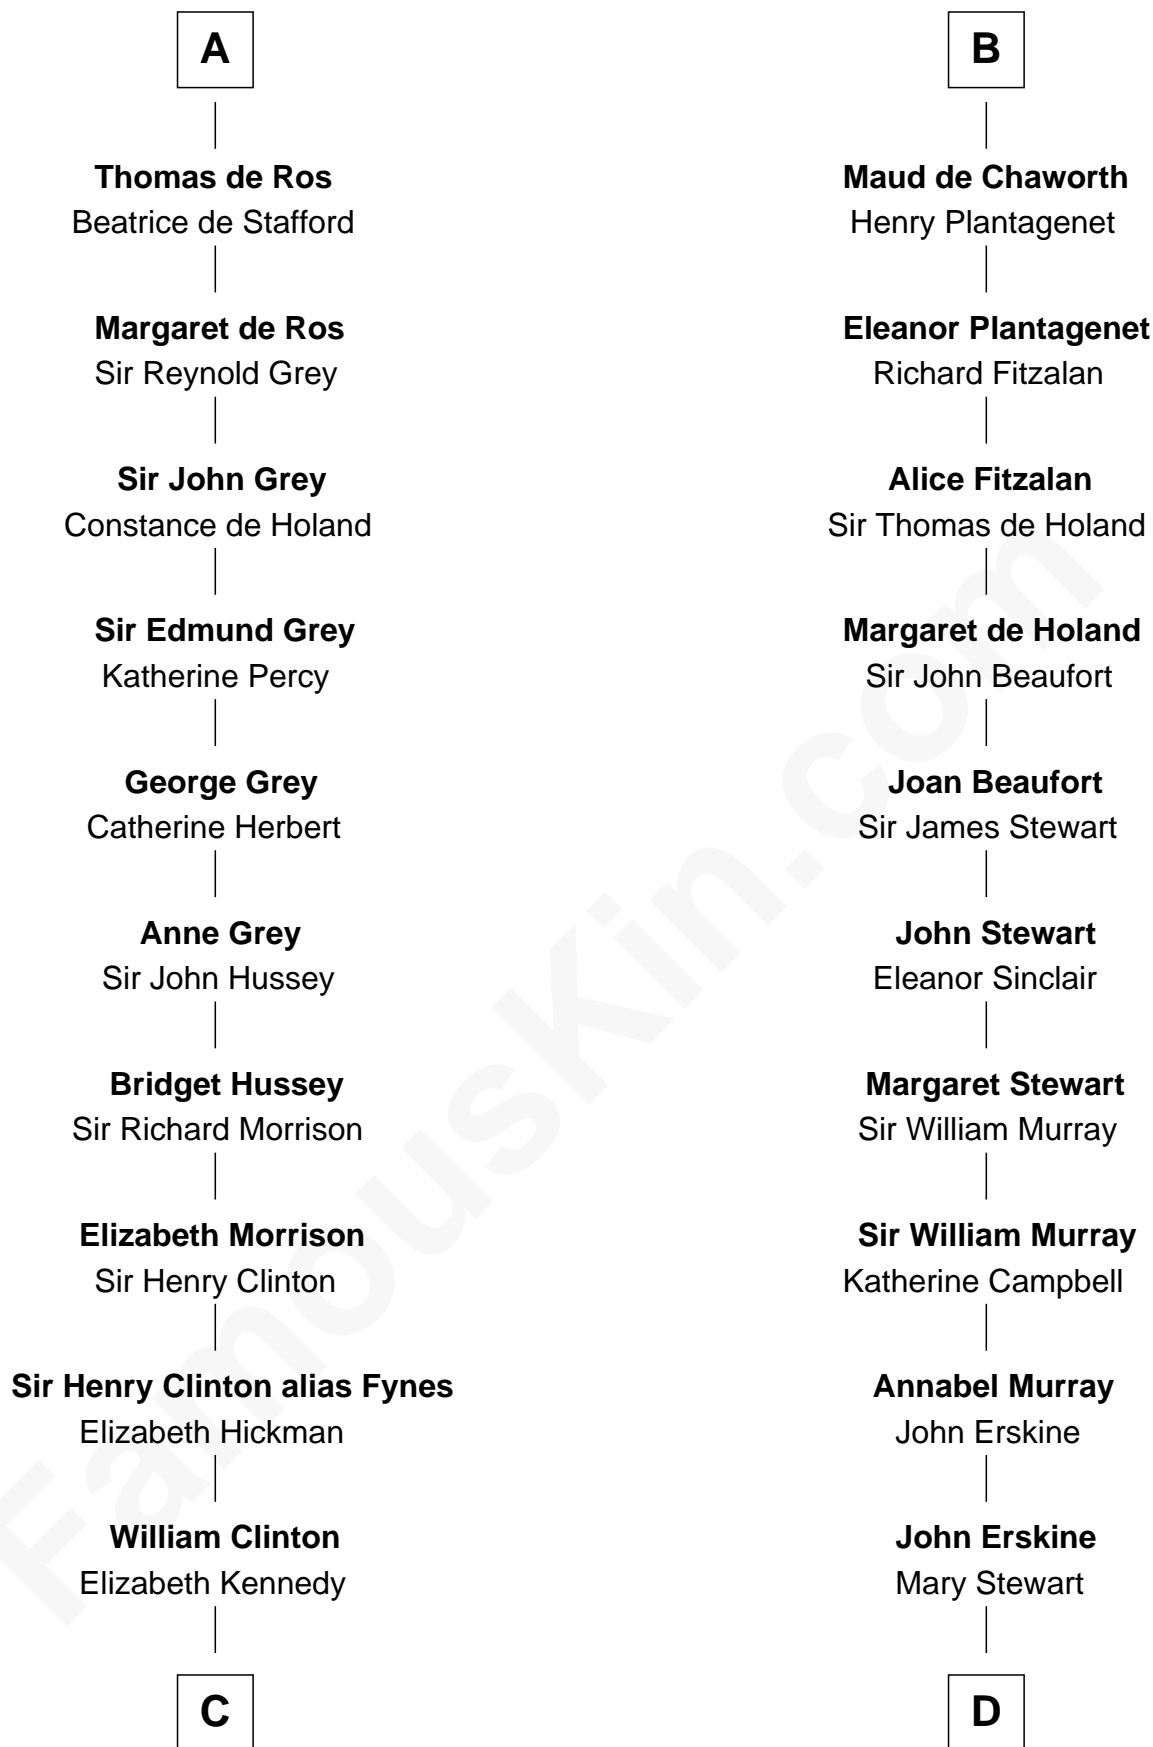 A
Thomas de Ros
Beatrice de Stafford
Margaret de Ros
Sir Reynold Grey
Sir John Grey
Constance de Holand
Sir Edmund Grey
Katherine Percy
George Grey
Catherine Herbert
Anne Grey
Sir John Hussey
Bridget Hussey
Sir Richard Morrison
Elizabeth Morrison
Sir Henry Clinton
Sir Henry Clinton alias Fynes
Elizabeth Hickman
William Clinton
Elizabeth Kennedy
C
B
Maud de Chaworth
Henry Plantagenet
Eleanor Plantagenet
Richard Fitzalan
Alice Fitzalan
Sir Thomas de Holand
Margaret de Holand
Sir John Beaufort
Joan Beaufort
Sir James Stewart
John Stewart
Eleanor Sinclair
Margaret Stewart
Sir William Murray
Sir William Murray
Katherine Campbell
Annabel Murray
John Erskine
John Erskine
Mary Stewart
D
FamousKin.com